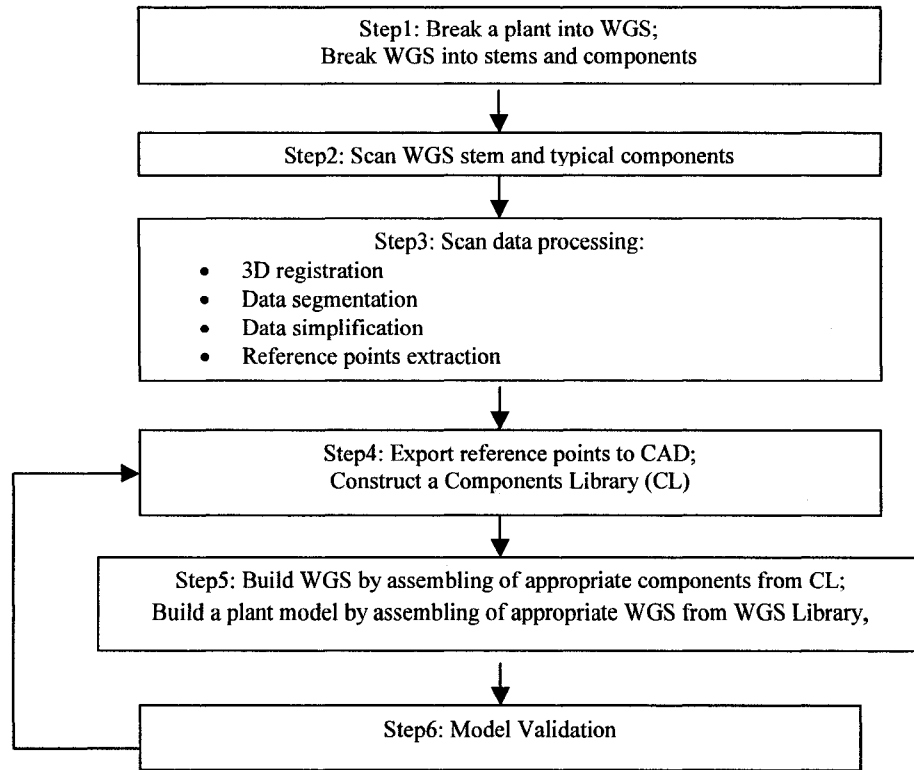 Step1: Break a plant into WGS;
Break WGS into stems and components
Step2: Scan WGS stem and typical components
Step3: Scan data processing:
• 3D registration
• Data segmentation
• Data simplification
• Reference points extraction
Step4: Export reference points to CAD;
Construct a Components Library (CL)
Step5: Build WGS by assembling of appropriate components from CL;
Build a plant model by assembling of appropriate WGS from WGS Library,
Step6: Model Validation